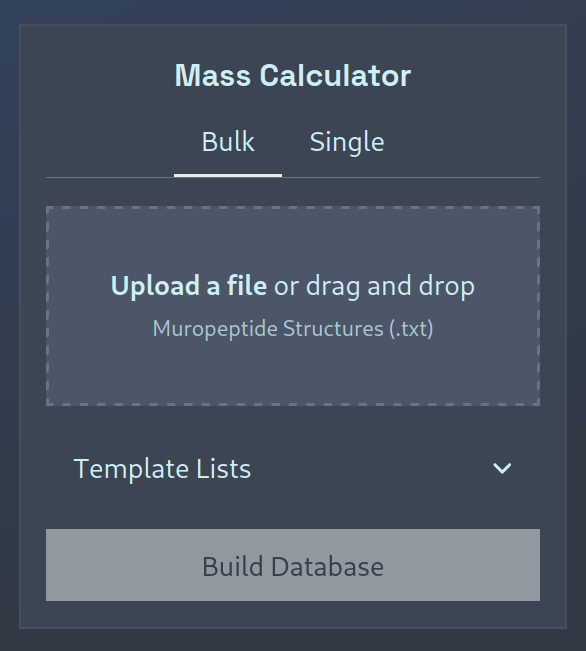 Mass Calculator
Bulk Single
Upload a file or drag and drop
Muropeptide Structures (.txt)
Template Lists
Build Database